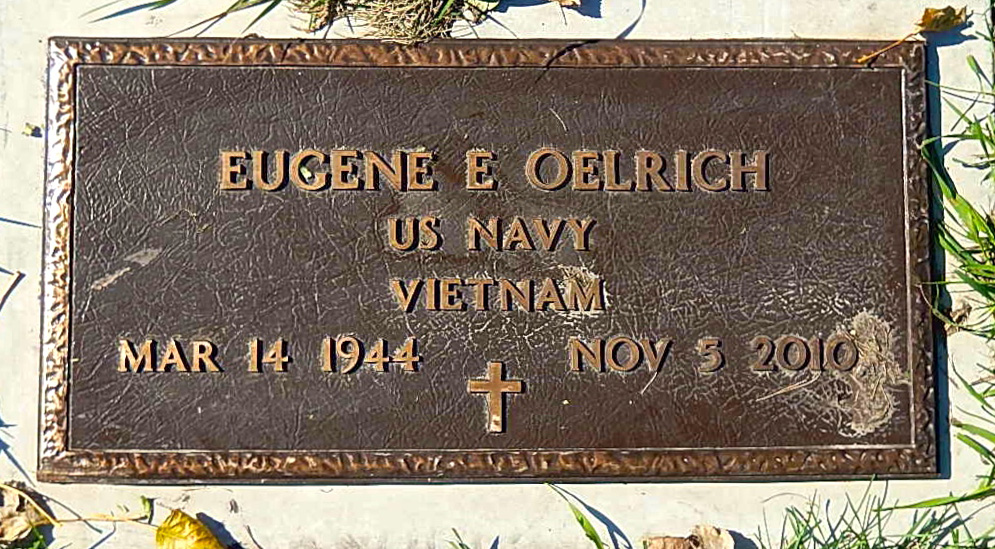 EUGENE E OELRICH
US NAVY
VIETNAM
MAR 14 1944 NOV 5 2010